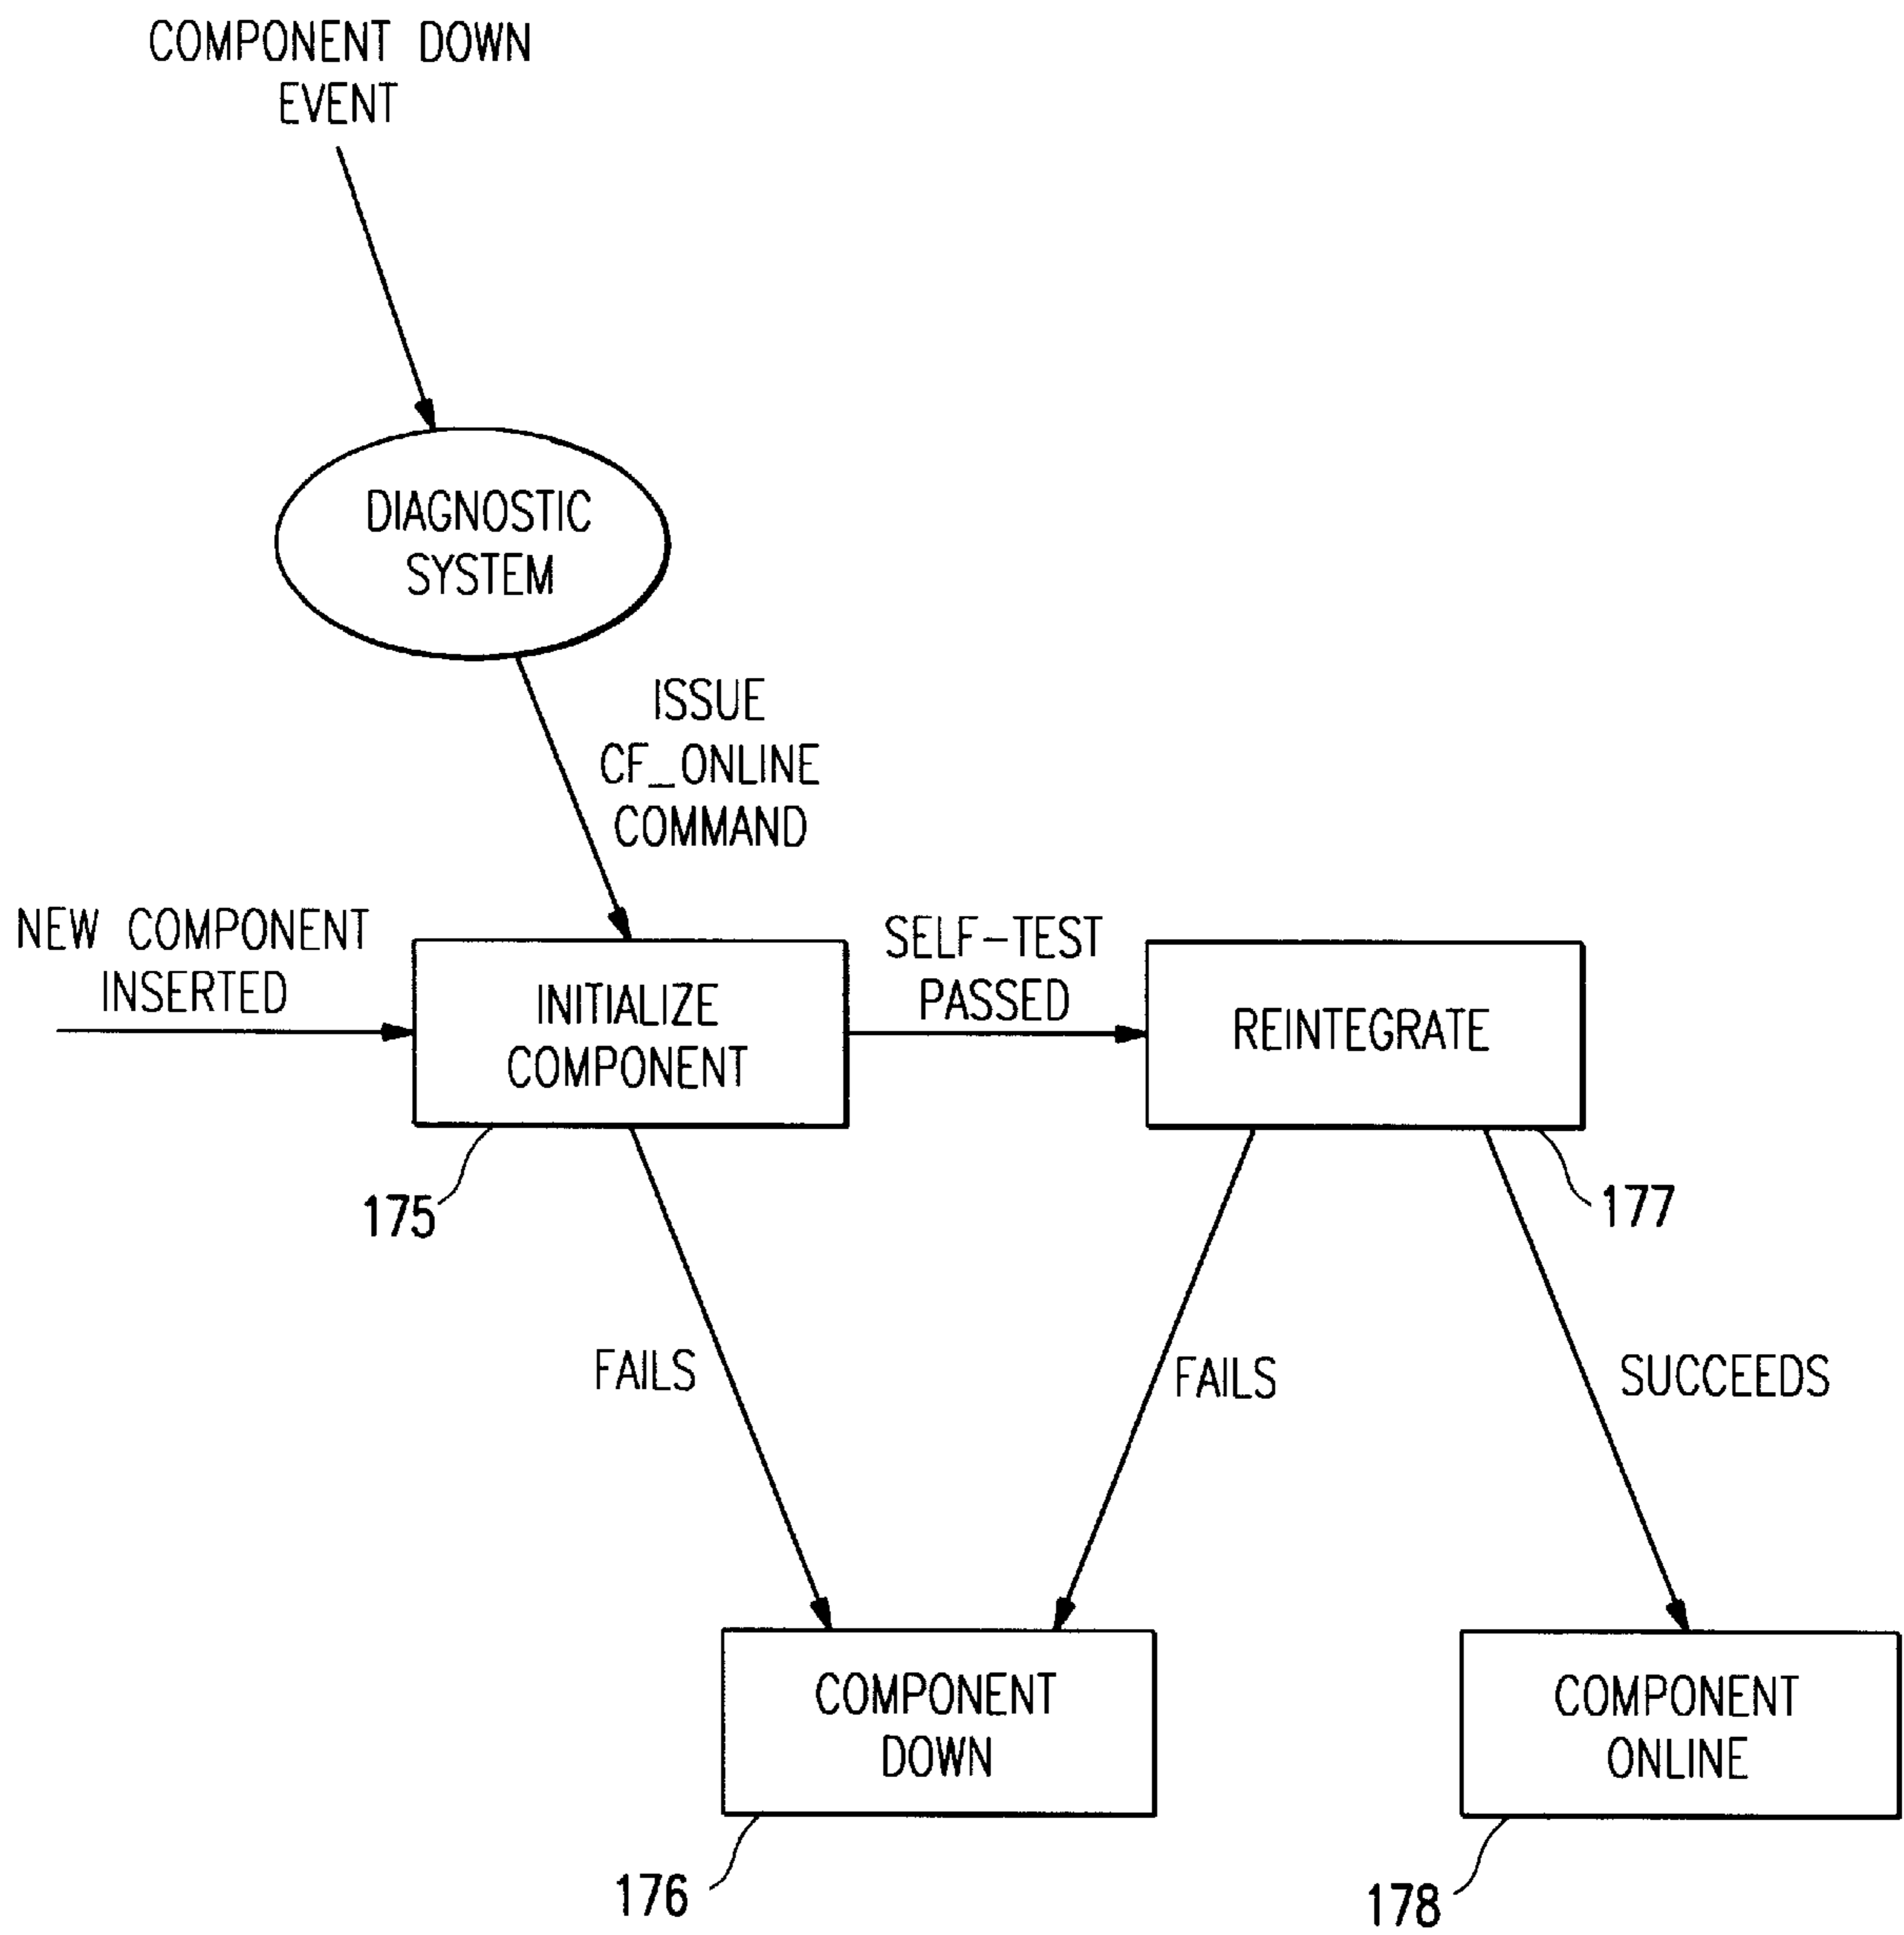 COMPONENT DOWN
EVENT
DIAGNOSTIC
SYSTEM
ISSUE
CF_ONLINE
COMMAND
NEW COMPONENT
INSERTED
INITIALIZE
COMPONENT
SELF-TEST
PASSED
REINTEGRATE
175
177
FAILS
FAILS
SUCCEEDS
COMPONENT
DOWN
COMPONENT
ONLINE
176
178